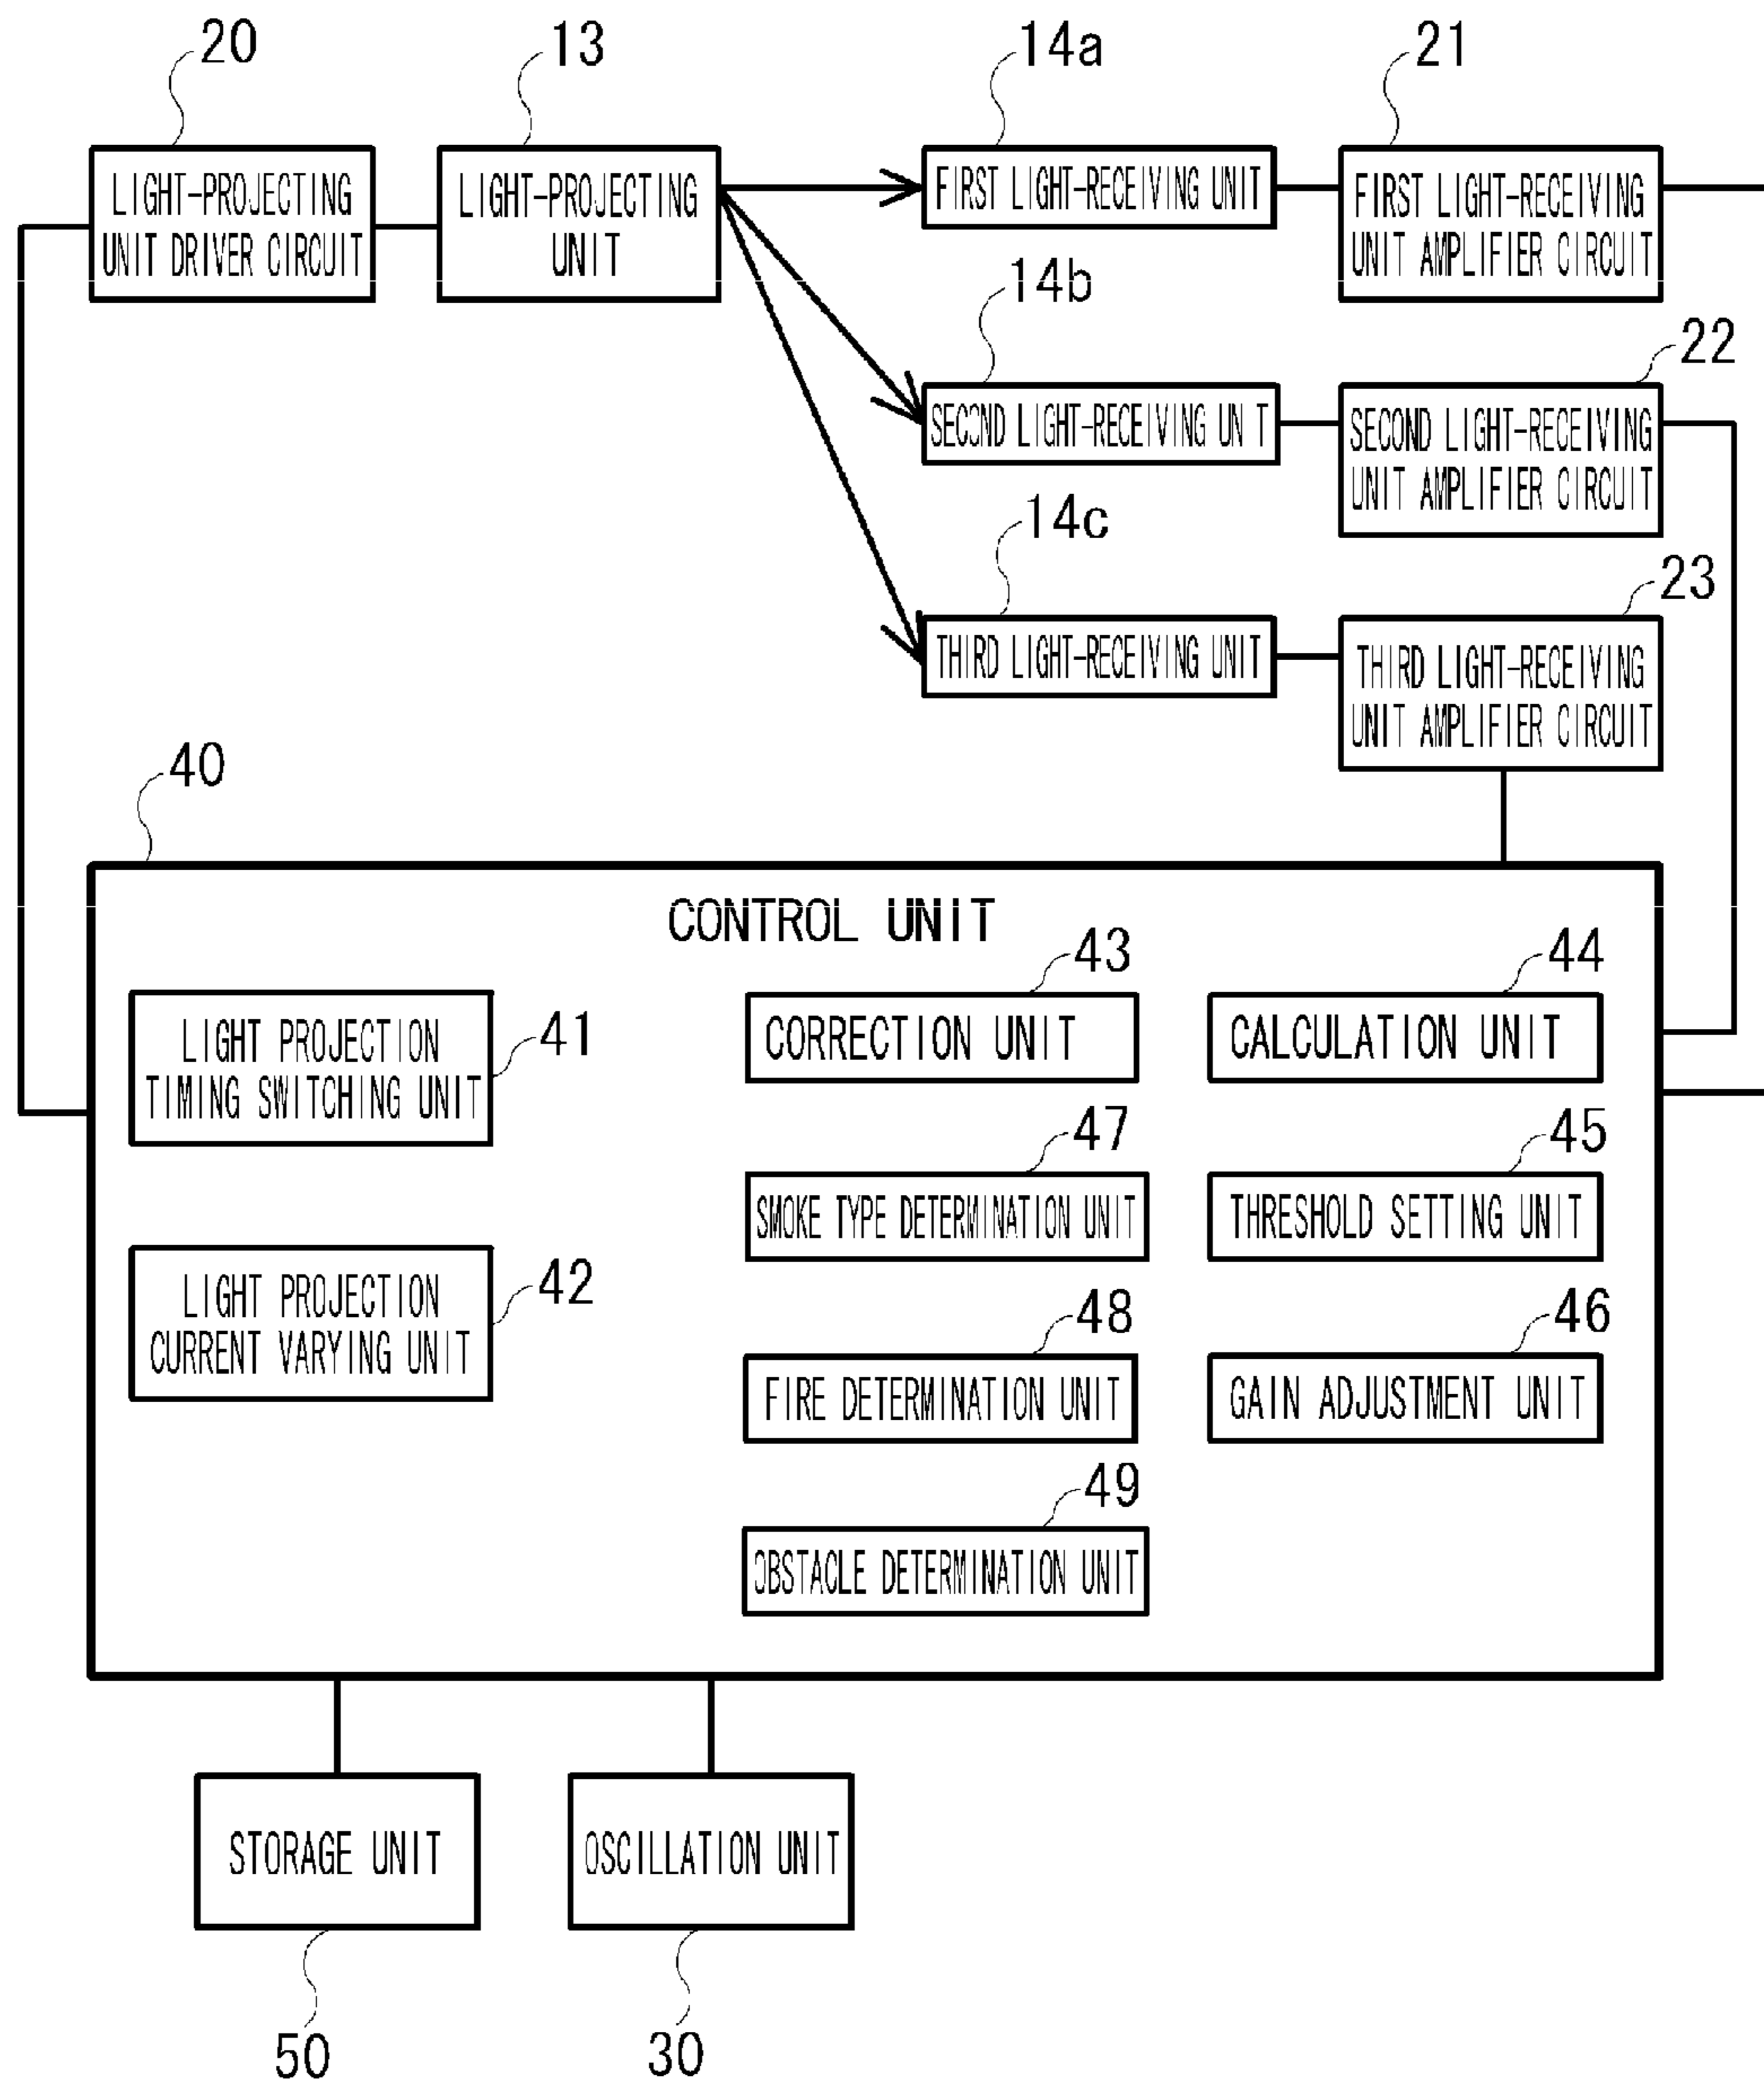 20
13
14a
21
LIGHT-PROJECTING
UNIT DRIVER CIRCUIT
LIGHT-PROJECTING
UNIT
FIRST LIGHT-RECEIVING UNIT
FIRST LIGHT-RECEIVING
UNIT AMPLIFIER CIRCUIT
14b
22
SECOND LIGHT-RECEIVING UNIT
SECOND LIGHT-RECEIVING
UNIT AMPLIFIER CIRCUIT
14c
23
THIRD LIGHT-RECEIVING UNIT
THIRD LIGHT-RECEIVING
UNIT AMPLIFIER CIRCUIT
40
CONTROL UNIT
LIGHT PROJECTION
TIMING SWITCHING UNIT
41
43
CORRECTION UNIT
44
CALCULATION UNIT
47
SMOKE TYPE DETERMINATION UNIT
45
THRESHOLD SETTING UNIT
LIGHT PROJECTION
CURRENT VARYING UNIT
42
48
FIRE DETERMINATION UNIT
46
GAIN ADJUSTMENT UNIT
49
OBSTACLE DETERMINATION UNIT
STORAGE UNIT
OSCILLATION UNIT
50
30